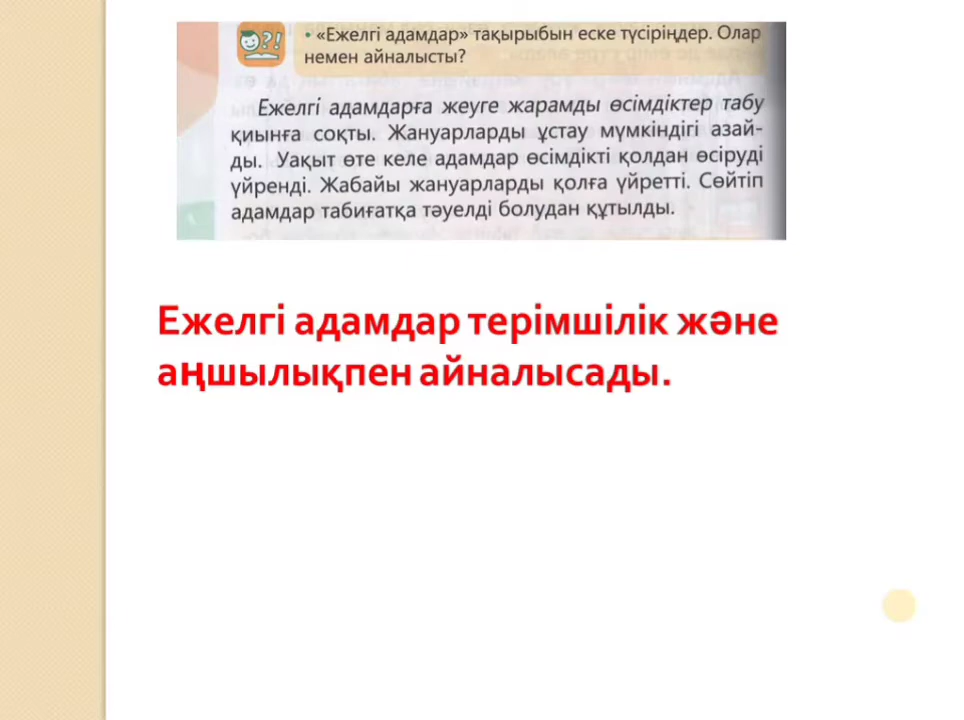 • «Ежелгі адамдар» тақырыбын еске түсіріңдер. Олар
немен айналысты?
Ежелгі адамдарға жеуге жарамды өсімдіктер табу
қиынға соқты. Жануарларды ұстау мүмкіндігі азай-
ды. Уақыт өте келе адамдар өсімдікті қолдан өсіруді
үйренді. Жабайы жануарларды қолға үйретті. Сөйтіп
адамдар табиғатқа тәуелді болудан құтылды.
Ежелгі адамдар терімшілік және
аңшылықпен айналысады.